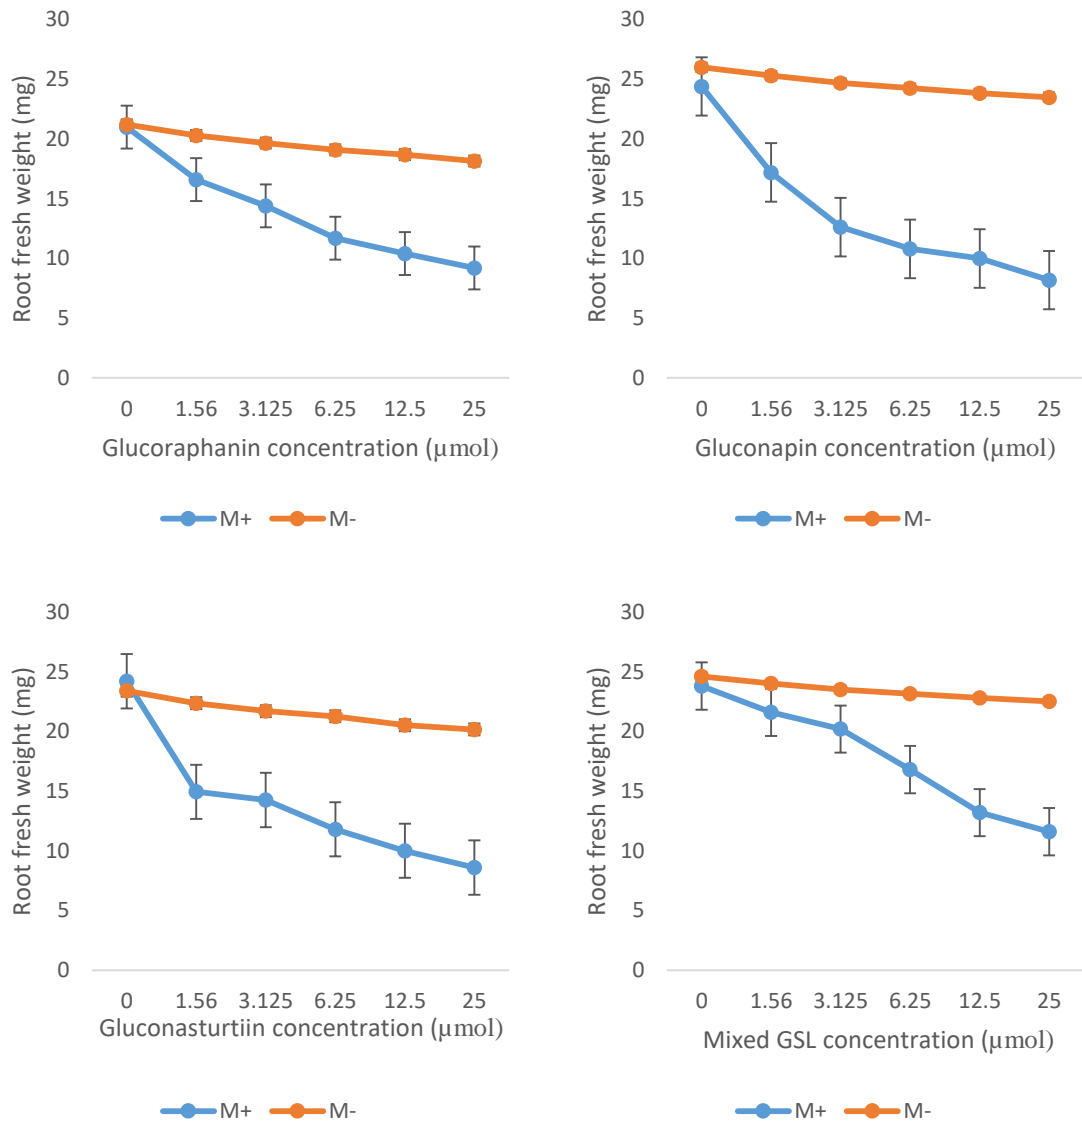 30
25
20
15
10
5
0
Root fresh weight (mg)
0 1.56 3.125 6.25 12.5 25
Glucoraphanin concentration (µmol)
M+ M-
30
25
20
15
10
5
0
Root fresh weight (mg)
0 1.56 3.125 6.25 12.5 25
Gluconapin concentration (µmol)
M+ M-
30
25
20
15
10
5
0
Root fresh weight (mg)
0 1.56 3.125 6.25 12.5 25
Gluconasturtiin concentration (µmol)
M+ M-
30
25
20
15
10
5
0
Root fresh weight (mg)
0 1.56 3.125 6.25 12.5 25
Mixed GSL concentration (µmol)
M+ M-